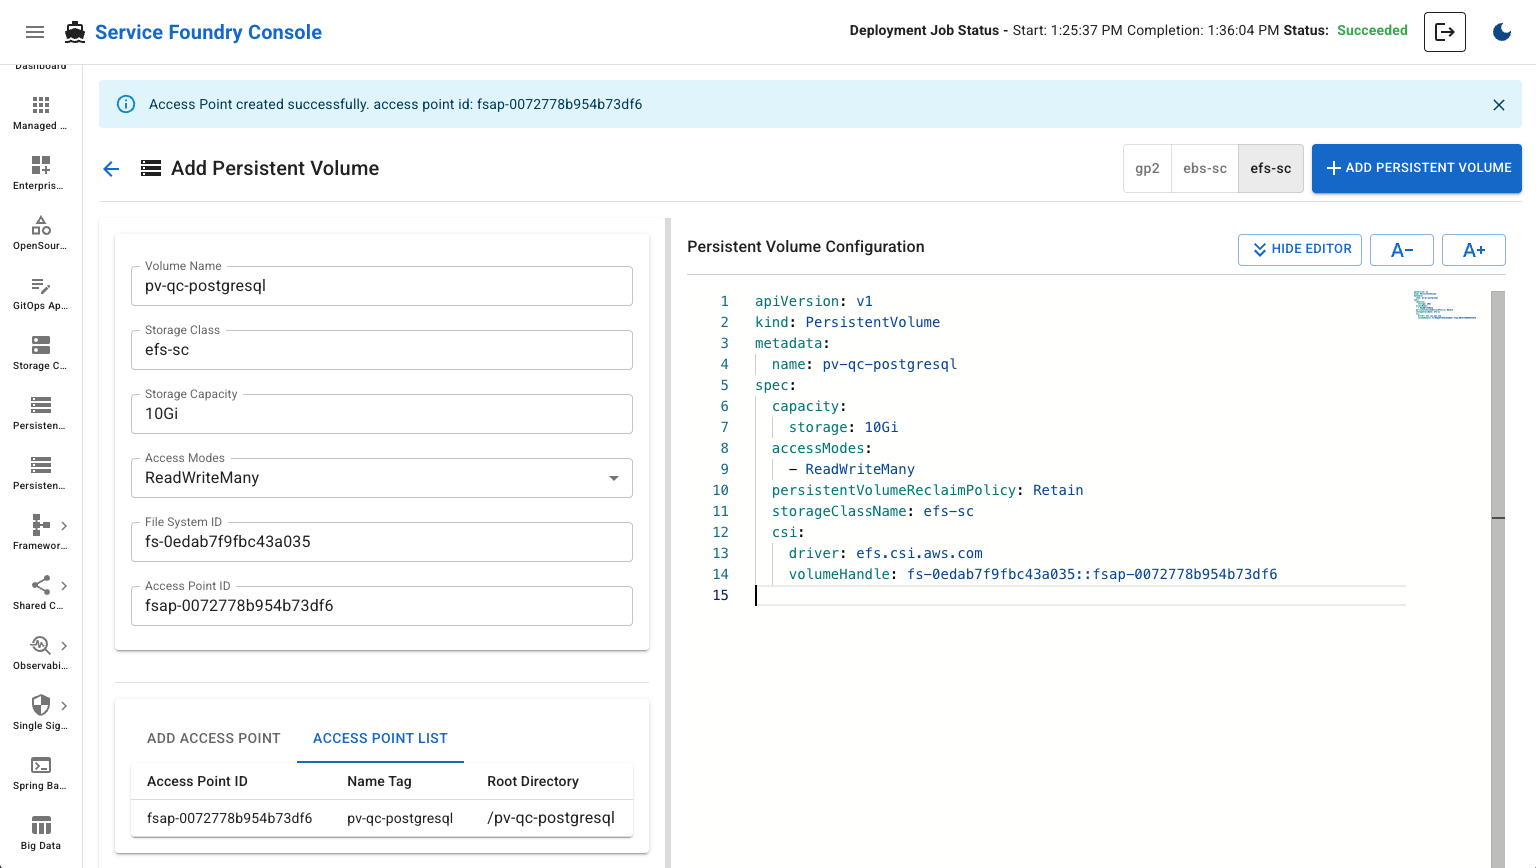 Service Foundry Console
Deployment Job Status - Start: 1:25:37 PM Completion: 1:36:04 PM Status: Succeeded
Dashboard
Managed ...
Enterpris...
OpenSour...
GitOps Ap...
Storage C...
Persisten...
Persisten...
Framewor...
Shared C...
Observabi...
Single Sig...
Spring Ba...
Big Data
Access Point created successfully. access point id: fsap-0072778b954b73df6
Add Persistent Volume
gp2
ebs-sc
efs-sc
ADD PERSISTENT VOLUME
Volume Name
pv-qc-postgresql
Storage Class
efs-sc
Storage Capacity
10Gi
Access Modes
ReadWriteMany
File System ID
fs-0edab7f9fbc43a035
Access Point ID
fsap-0072778b954b73df6
ADD ACCESS POINT
ACCESS POINT LIST
Access Point ID Name Tag Root Directory
fsap-0072778b954b73df6 pv-qc-postgresql /pv-qc-postgresql
Persistent Volume Configuration
HIDE EDITOR
A-
A+
1 apiVersion: v1
2 kind: PersistentVolume
3 metadata:
4 name: pv-qc-postgresql
5 spec:
6 capacity:
7 storage: 10Gi
8 accessModes:
9 - ReadWriteMany
10 persistentVolumeReclaimPolicy: Retain
11 storageClassName: efs-sc
12 csi:
13 driver: efs.csi.aws.com
14 volumeHandle: fs-0edab7f9fbc43a035::fsap-0072778b954b73df6
15